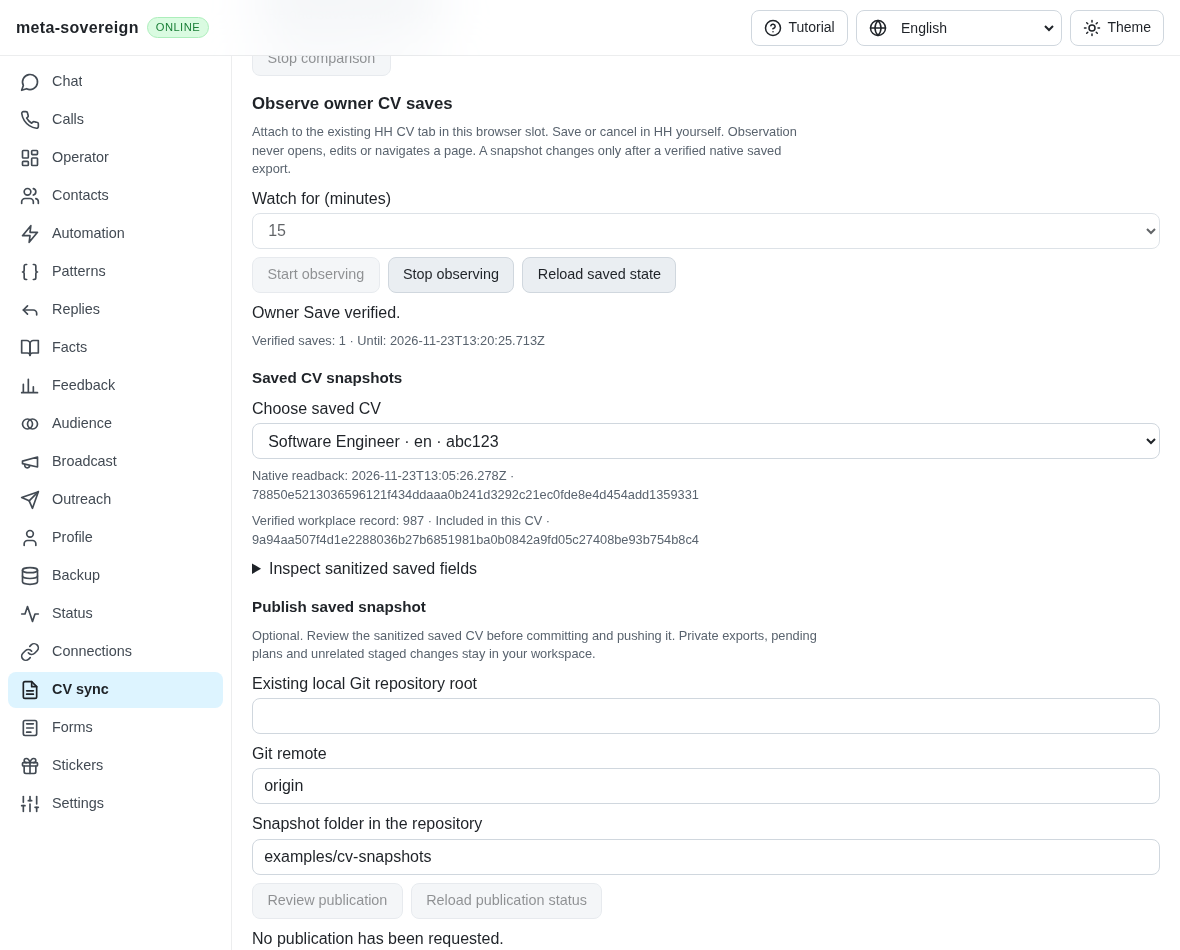 meta-sovereign ONLINE Tutorial English Theme
Stop comparison
Chat
Calls
Operator
Contacts
Automation
Patterns
Replies
Facts
Feedback
Audience
Broadcast
Outreach
Profile
Backup
Status
Connections
CV sync
Forms
Stickers
Settings
Observe owner CV saves
Attach to the existing HH CV tab in this browser slot. Save or cancel in HH yourself. Observation
never opens, edits or navigates a page. A snapshot changes only after a verified native saved
export.
Watch for (minutes)
15
Start observing Stop observing Reload saved state
Owner Save verified.
Verified saves: 1 · Until: 2026-11-23T13:20:25.713Z
Saved CV snapshots
Choose saved CV
Software Engineer · en · abc123
Native readback: 2026-11-23T13:05:26.278Z ·
78850e5213036596121f434ddaaa0b241d3292c21ec0fde8e4d454add1359331
Verified workplace record: 987 · Included in this CV ·
9a94aa507f4d1e2288036b27b6851981ba0b0842a9fd05c27408be93b754b8c4
Inspect sanitized saved fields
Publish saved snapshot
Optional. Review the sanitized saved CV before committing and pushing it. Private exports, pending
plans and unrelated staged changes stay in your workspace.
Existing local Git repository root
Git remote
origin
Snapshot folder in the repository
examples/cv-snapshots
Review publication Reload publication status
No publication has been requested.